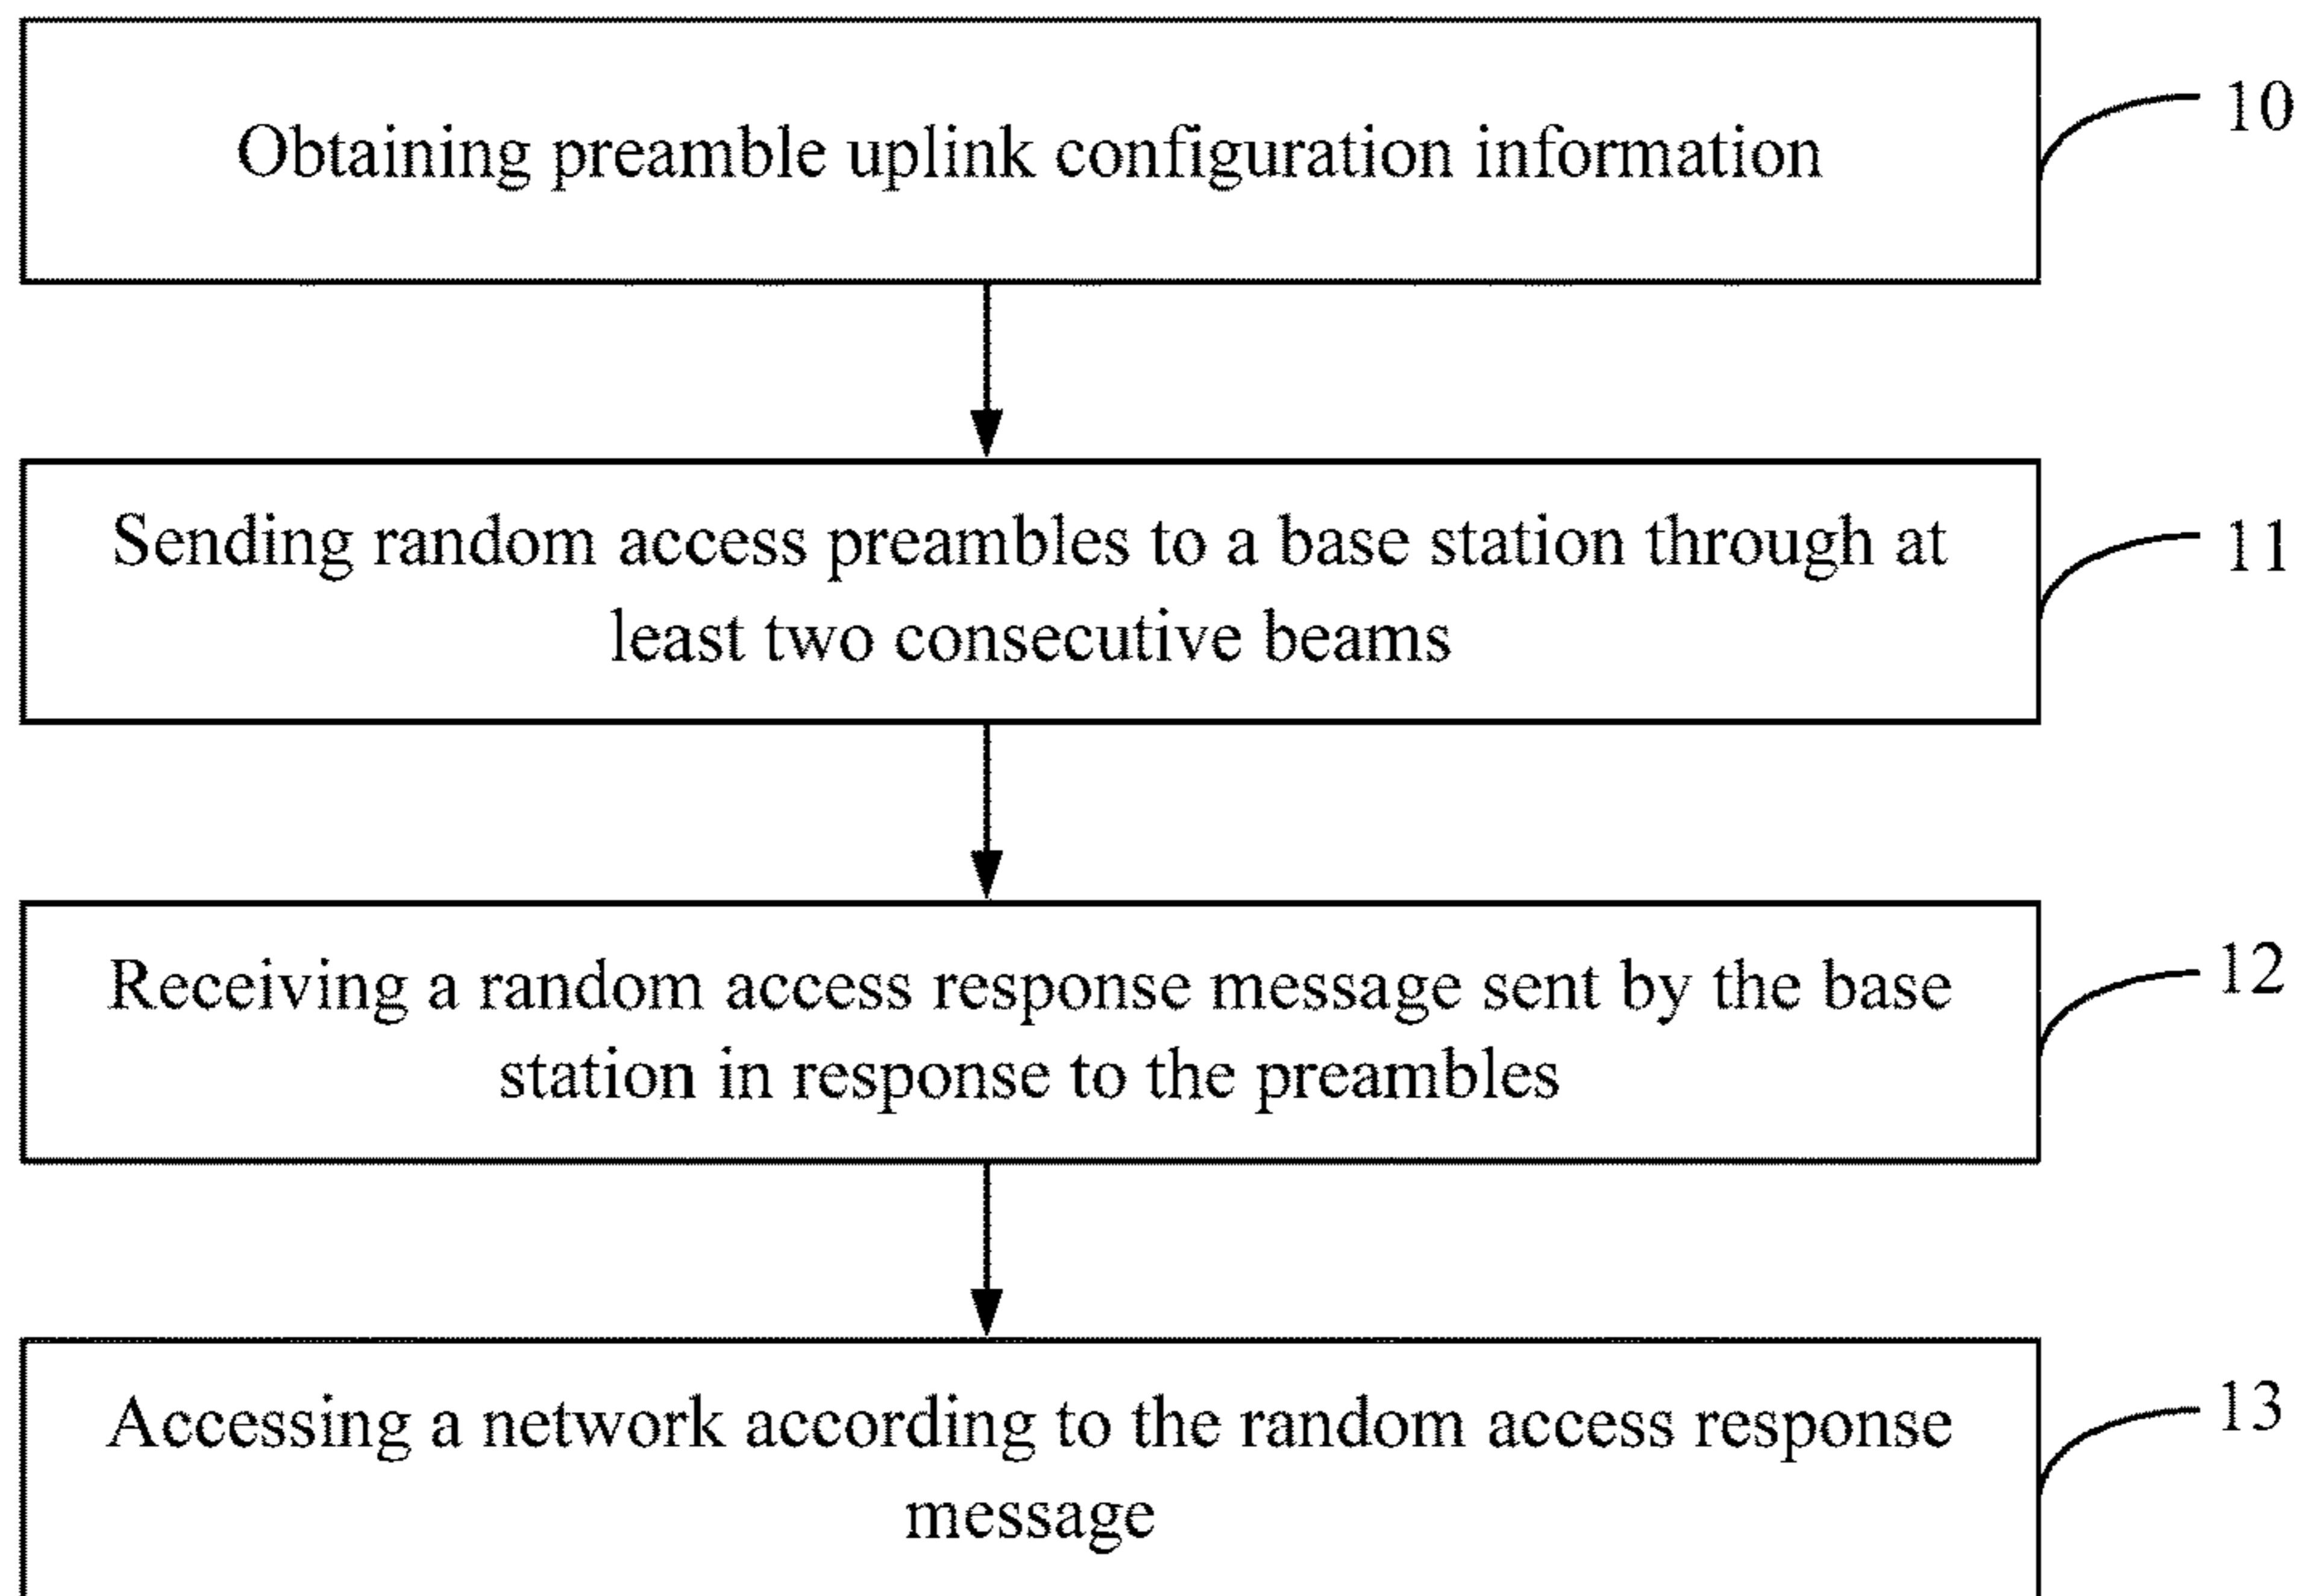 Obtaining preamble uplink configuration information
10
Sending random access preambles to a base station through at
least two consecutive beams
11
Receiving a random access response message sent by the base
station in response to the preambles
12
Accessing a network according to the random access response
message
13